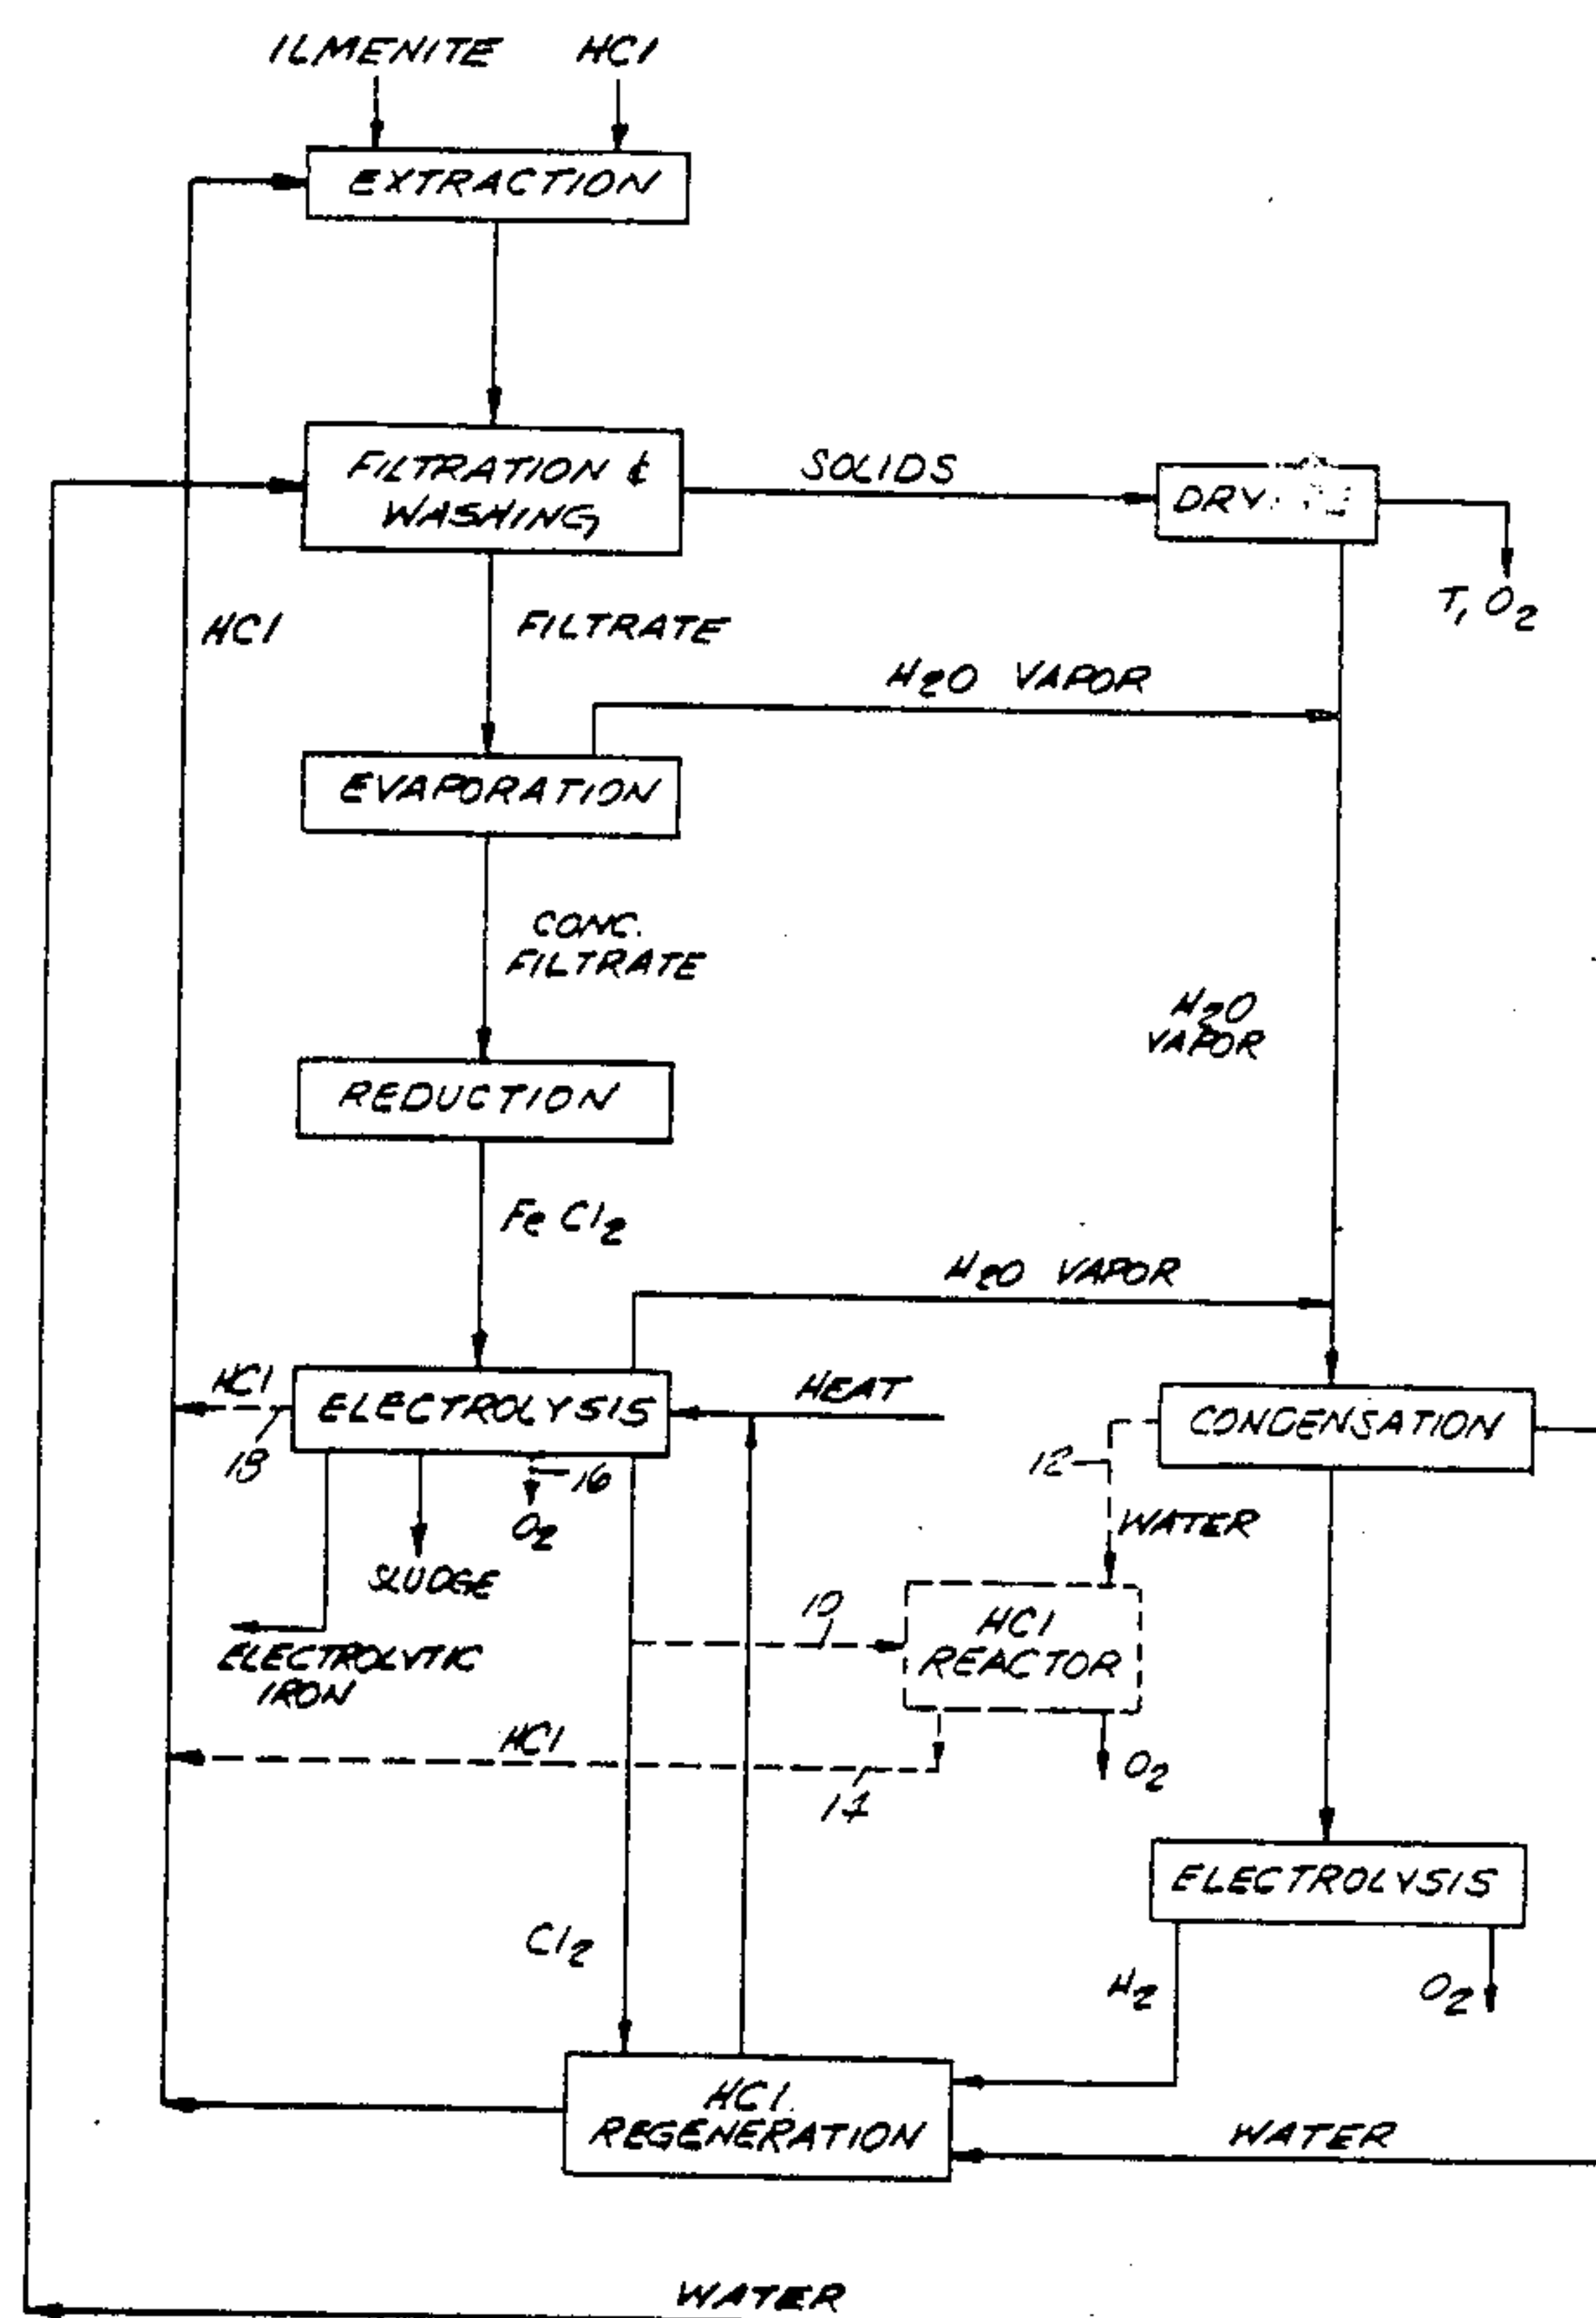 ILMENITE HCl
EXTRACTION
FILTRATION &
WASHING
SOLIDS
TiO2
HCl
FILTRATE
H2O VAPOR
EVAPORATION
CONC.
FILTRATE
H2O
VAPOR
REDUCTION
FeCl2
H2O VAPOR
HCl
ELECTROLYSIS
HEAT
CONDENSATION
18
16
O2
12
WATER
SLUDGE
10
HCl
REACTOR
ELECTROLYTIC
IRON
HCl
O2
14
ELECTROLYSIS
Cl2
H2
O2
HCl
REGENERATION
WATER
WATER